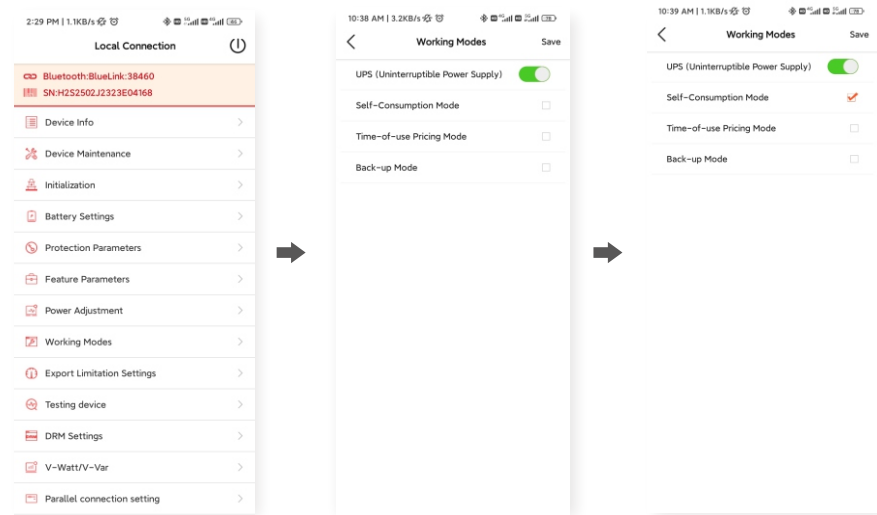 2:29 PM | 1.1KB/s
Local Connection
Bluetooth:BlueLink:38460
SN:H2S2502J2323E04168
Device Info
Device Maintenance
Initialization
Battery Settings
Protection Parameters
Feature Parameters
Power Adjustment
Working Modes
Export Limitation Settings
Testing device
DRM Settings
V-Watt/V-Var
Parallel connection setting
10:38 AM | 3.2KB/s
Working Modes Save
UPS (Uninterruptible Power Supply)
Self-Consumption Mode
Time-of-use Pricing Mode
Back-up Mode
10:39 AM | 1.1KB/s
Working Modes Save
UPS (Uninterruptible Power Supply)
Self-Consumption Mode
Time-of-use Pricing Mode
Back-up Mode